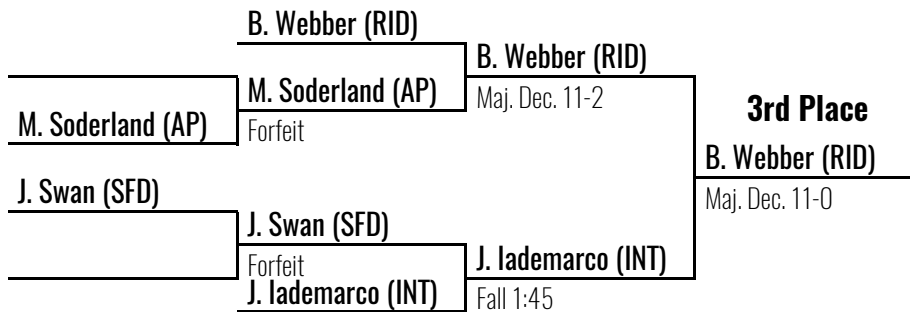 B. Webber (RID)
B. Webber (RID)
M. Soderland (AP)
Maj. Dec. 11-2
3rd Place
M. Soderland (AP)
Forfeit
B. Webber (RID)
J. Swan (SFD)
Maj. Dec. 11-0
J. Swan (SFD)
Forfeit
J. Iademarco (INT)
J. Iademarco (INT)
Fall 1:45